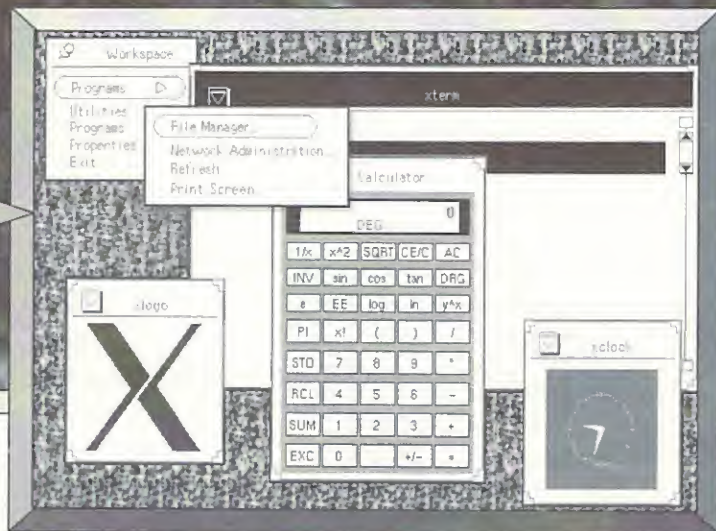 Workspace
Programs
Utilities
Programs
Properties
Exit
File Manager...
Network Administration...
Refresh
Print Screen...
xterm
Calculator
0
DEG
1/x x^2 SQRT CE/C AC
INV sin cos tan DRG
e EE log ln y^x
PI x! ( ) /
STO 7 8 9 *
RCL 4 5 6 -
SUM 1 2 3 +
EXC 0 . +/- =
xlogo
xclock